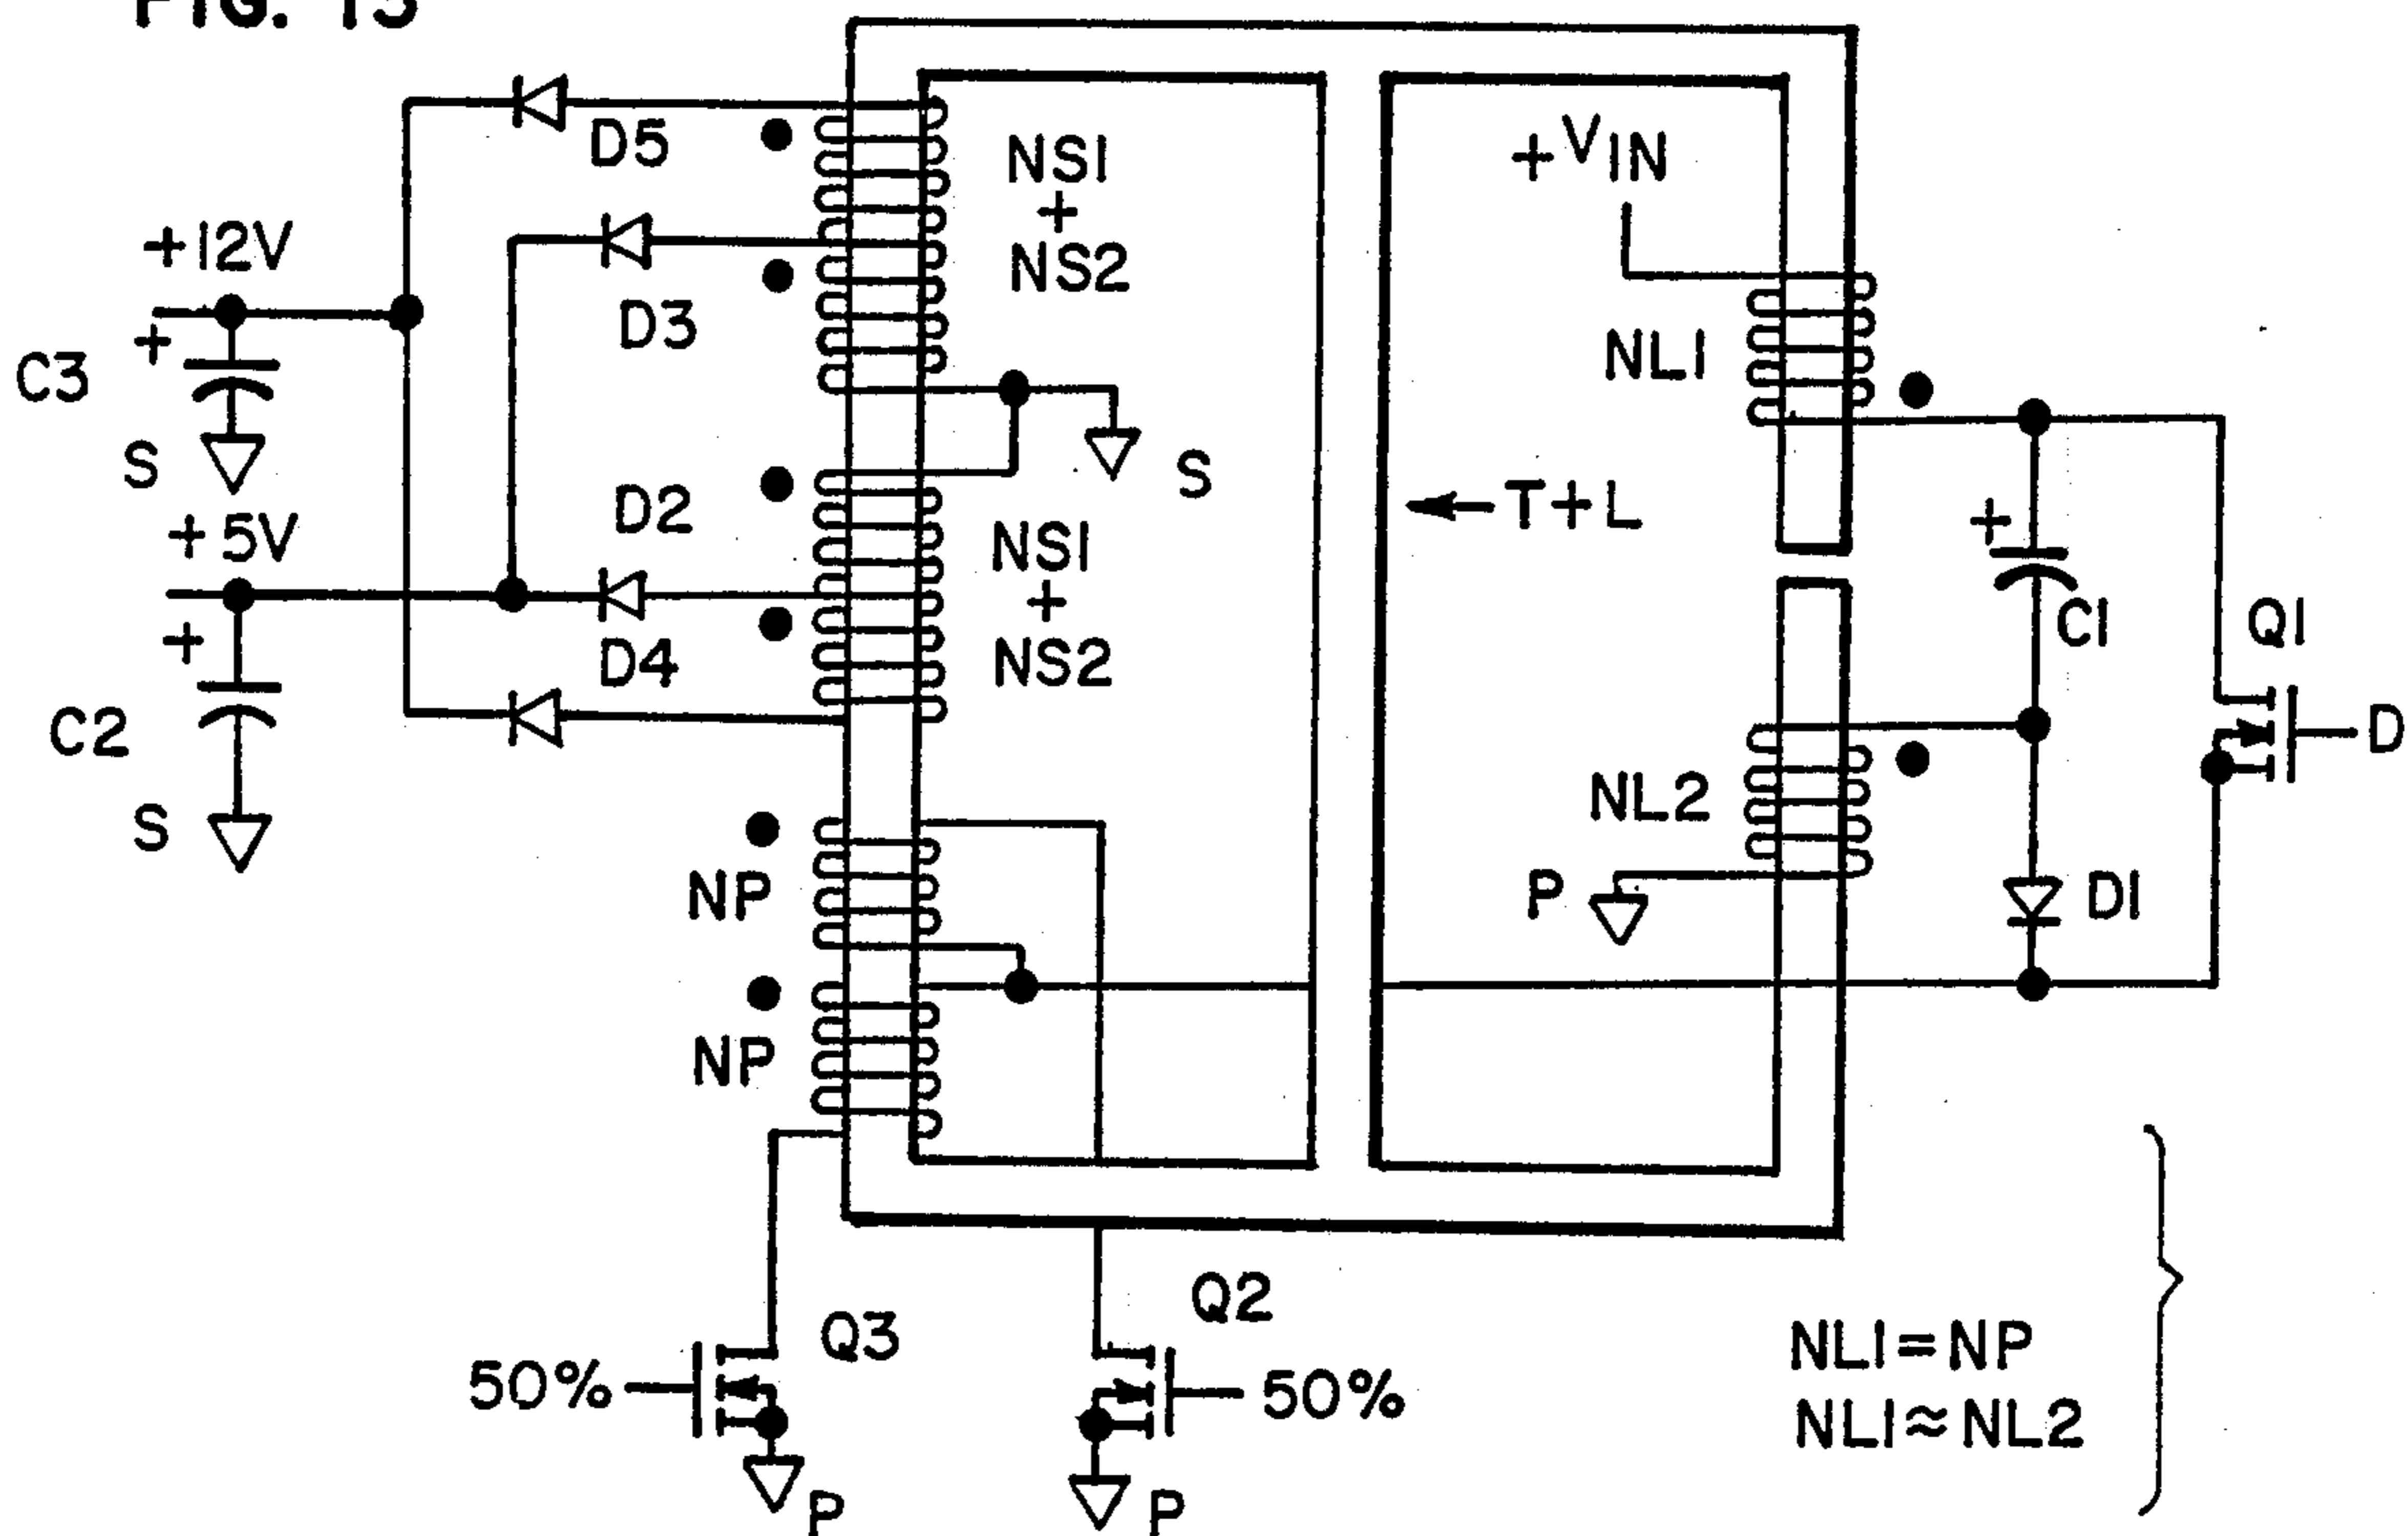 FIG. 13
D5
NS1
+
NS2
+VIN
+12V
D3
+
C3
NL1
S
S
D2
T+L
+
+5V
NS1
+
NS2
C1
Q1
+
D4
D
C2
NL2
S
NP
P
D1
NP
Q2
Q3
50%
50%
NL1=NP
NL1≈NL2
P
P